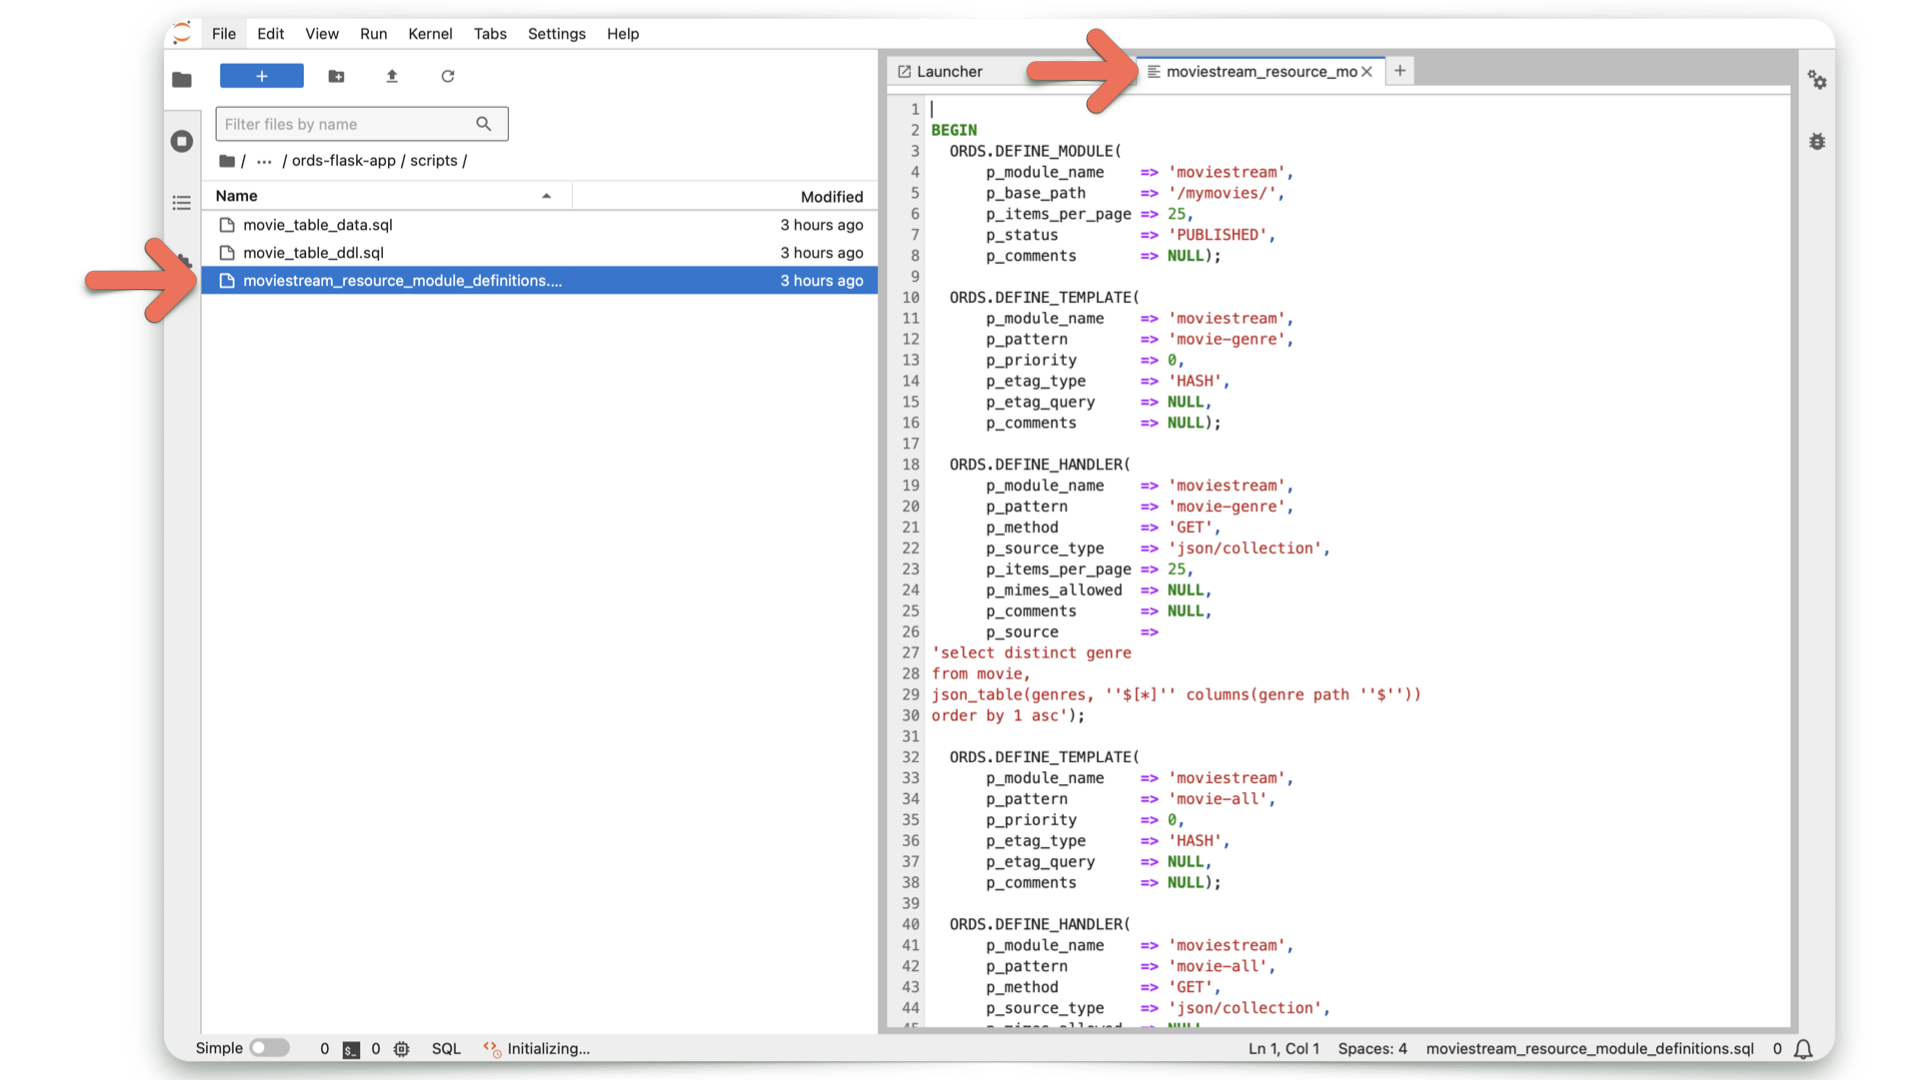 File Edit View Run Kernel Tabs Settings Help
+
Filter files by name
/ ... / ords-flask-app / scripts /
Name Modified
movie_table_data.sql 3 hours ago
movie_table_ddl.sql 3 hours ago
moviestream_resource_module_definitions.... 3 hours ago
Launcher moviestream_resource_mo × +
1
2 BEGIN
3 ORDS.DEFINE_MODULE(
4 p_module_name => 'moviestream',
5 p_base_path => '/mymovies/',
6 p_items_per_page => 25,
7 p_status => 'PUBLISHED',
8 p_comments => NULL);
9
10 ORDS.DEFINE_TEMPLATE(
11 p_module_name => 'moviestream',
12 p_pattern => 'movie-genre',
13 p_priority => 0,
14 p_etag_type => 'HASH',
15 p_etag_query => NULL,
16 p_comments => NULL);
17
18 ORDS.DEFINE_HANDLER(
19 p_module_name => 'moviestream',
20 p_pattern => 'movie-genre',
21 p_method => 'GET',
22 p_source_type => 'json/collection',
23 p_items_per_page => 25,
24 p_mimes_allowed => NULL,
25 p_comments => NULL,
26 p_source =>
27 'select distinct genre
28 from movie,
29 json_table(genres, ''$[*]'' columns(genre path ''$''))
30 order by 1 asc');
31
32 ORDS.DEFINE_TEMPLATE(
33 p_module_name => 'moviestream',
34 p_pattern => 'movie-all',
35 p_priority => 0,
36 p_etag_type => 'HASH',
37 p_etag_query => NULL,
38 p_comments => NULL);
39
40 ORDS.DEFINE_HANDLER(
41 p_module_name => 'moviestream',
42 p_pattern => 'movie-all',
43 p_method => 'GET',
44 p_source_type => 'json/collection',
45 p_mimes_allowed => NULL,
Simple 0 $_ 0 SQL Initializing... Ln 1, Col 1 Spaces: 4 moviestream_resource_module_definitions.sql 0